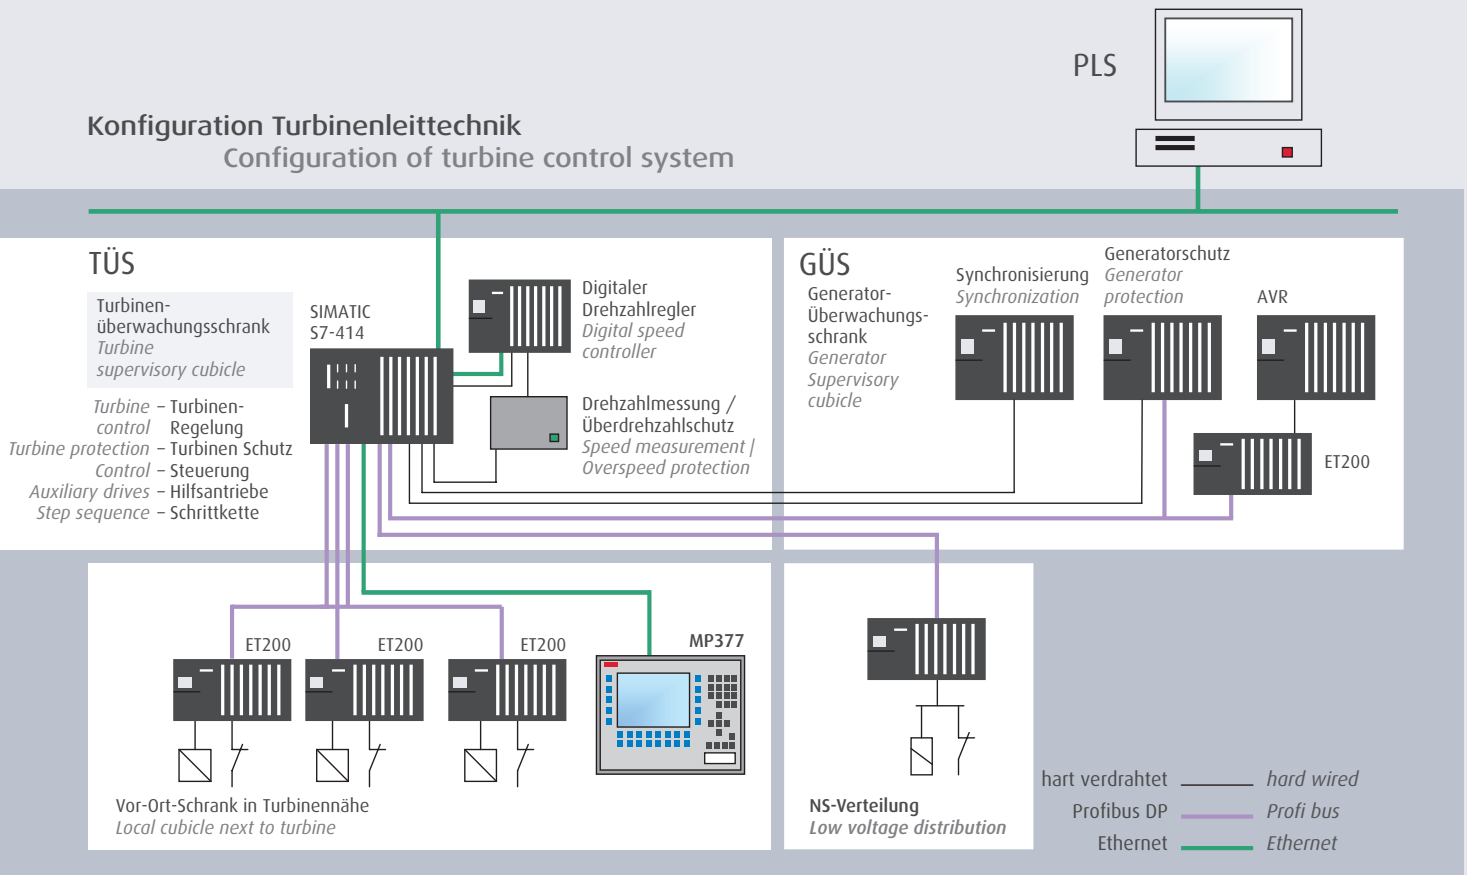 PLS
Konfiguration Turbinenleittechnik
Configuration of turbine control system
TÜS
Turbinen-
überwachungsschrank
Turbine
supervisory cubicle
Turbine – Turbinen-
control Regelung
Turbine protection – Turbinen Schutz
Control – Steuerung
Auxiliary drives – Hilfsantriebe
Step sequence – Schrittkette
SIMATIC
S7-414
Digitaler
Drehzahlregler
Digital speed
controller
Drehzahlmessung /
Überdrehzahlschutz
Speed measurement |
Overspeed protection
GÜS
Generator-
Überwachungs-
schrank
Generator
Supervisory
cubicle
Synchronisierung
Synchronization
Generatorschutz
Generator
protection
AVR
ET200
ET200
ET200
ET200
MP377
Vor-Ort-Schrank in Turbinennähe
Local cubicle next to turbine
NS-Verteilung
Low voltage distribution
hart verdrahtet hard wired
Profibus DP Profi bus
Ethernet Ethernet